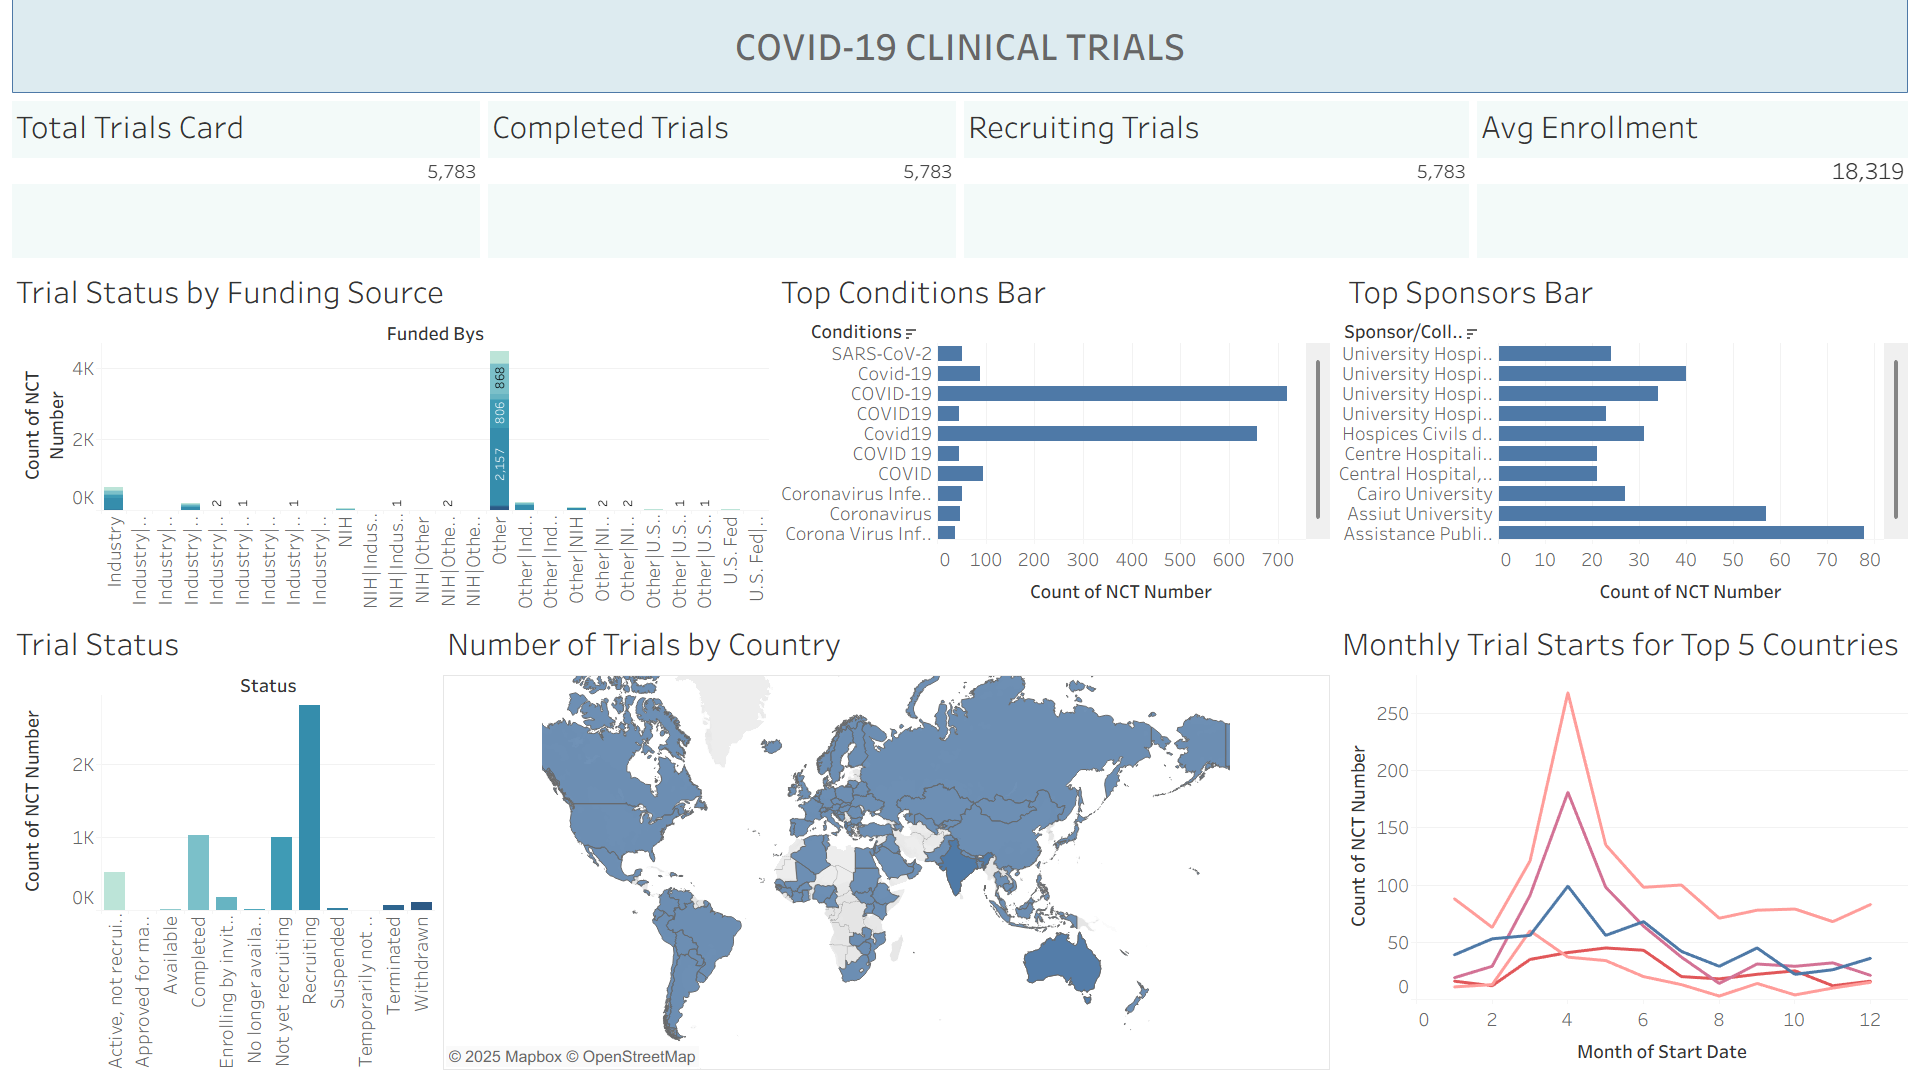 COVID-19 CLINICAL TRIALS
Total Trials Card
5,783
Completed Trials
5,783
Recruiting Trials
5,783
Avg Enrollment
18,319
Trial Status by Funding Source
Funded Bys
Count of NCT
Number
4K
2K
0K
868
806
2,157
2
1
1
1
2
2
2
1
1
Industry
Industry|..
Industry|..
Industry|..
Industry|..
Industry|..
Industry|..
Industry|..
Industry|..
NIH
NIH|Indus..
NIH|Indus..
NIH|Other
NIH|Othe..
NIH|Othe..
Other
Other|Ind..
Other|Ind..
Other|NIH
Other|NI..
Other|NI..
Other|U.S..
Other|U.S..
Other|U.S..
U.S. Fed
U.S. Fed|..
Top Conditions Bar
Conditions
SARS-CoV-2
Covid-19
COVID-19
COVID19
Covid19
COVID 19
COVID
Coronavirus Infe..
Coronavirus
Corona Virus Inf..
0 100 200 300 400 500 600 700
Count of NCT Number
Top Sponsors Bar
Sponsor/Coll..
University Hospi..
University Hospi..
University Hospi..
University Hospi..
Hospices Civils d..
Centre Hospitali..
Central Hospital,..
Cairo University
Assiut University
Assistance Publi..
0 10 20 30 40 50 60 70 80
Count of NCT Number
Trial Status
Status
Count of NCT Number
2K
1K
0K
Active, not recrui..
Approved for ma..
Available
Completed
Enrolling by invit..
No longer availa..
Not yet recruiting
Recruiting
Suspended
Temporarily not ..
Terminated
Withdrawn
Number of Trials by Country
© 2025 Mapbox © OpenStreetMap
Monthly Trial Starts for Top 5 Countries
Count of NCT Number
250
200
150
100
50
0
0 2 4 6 8 10 12
Month of Start Date